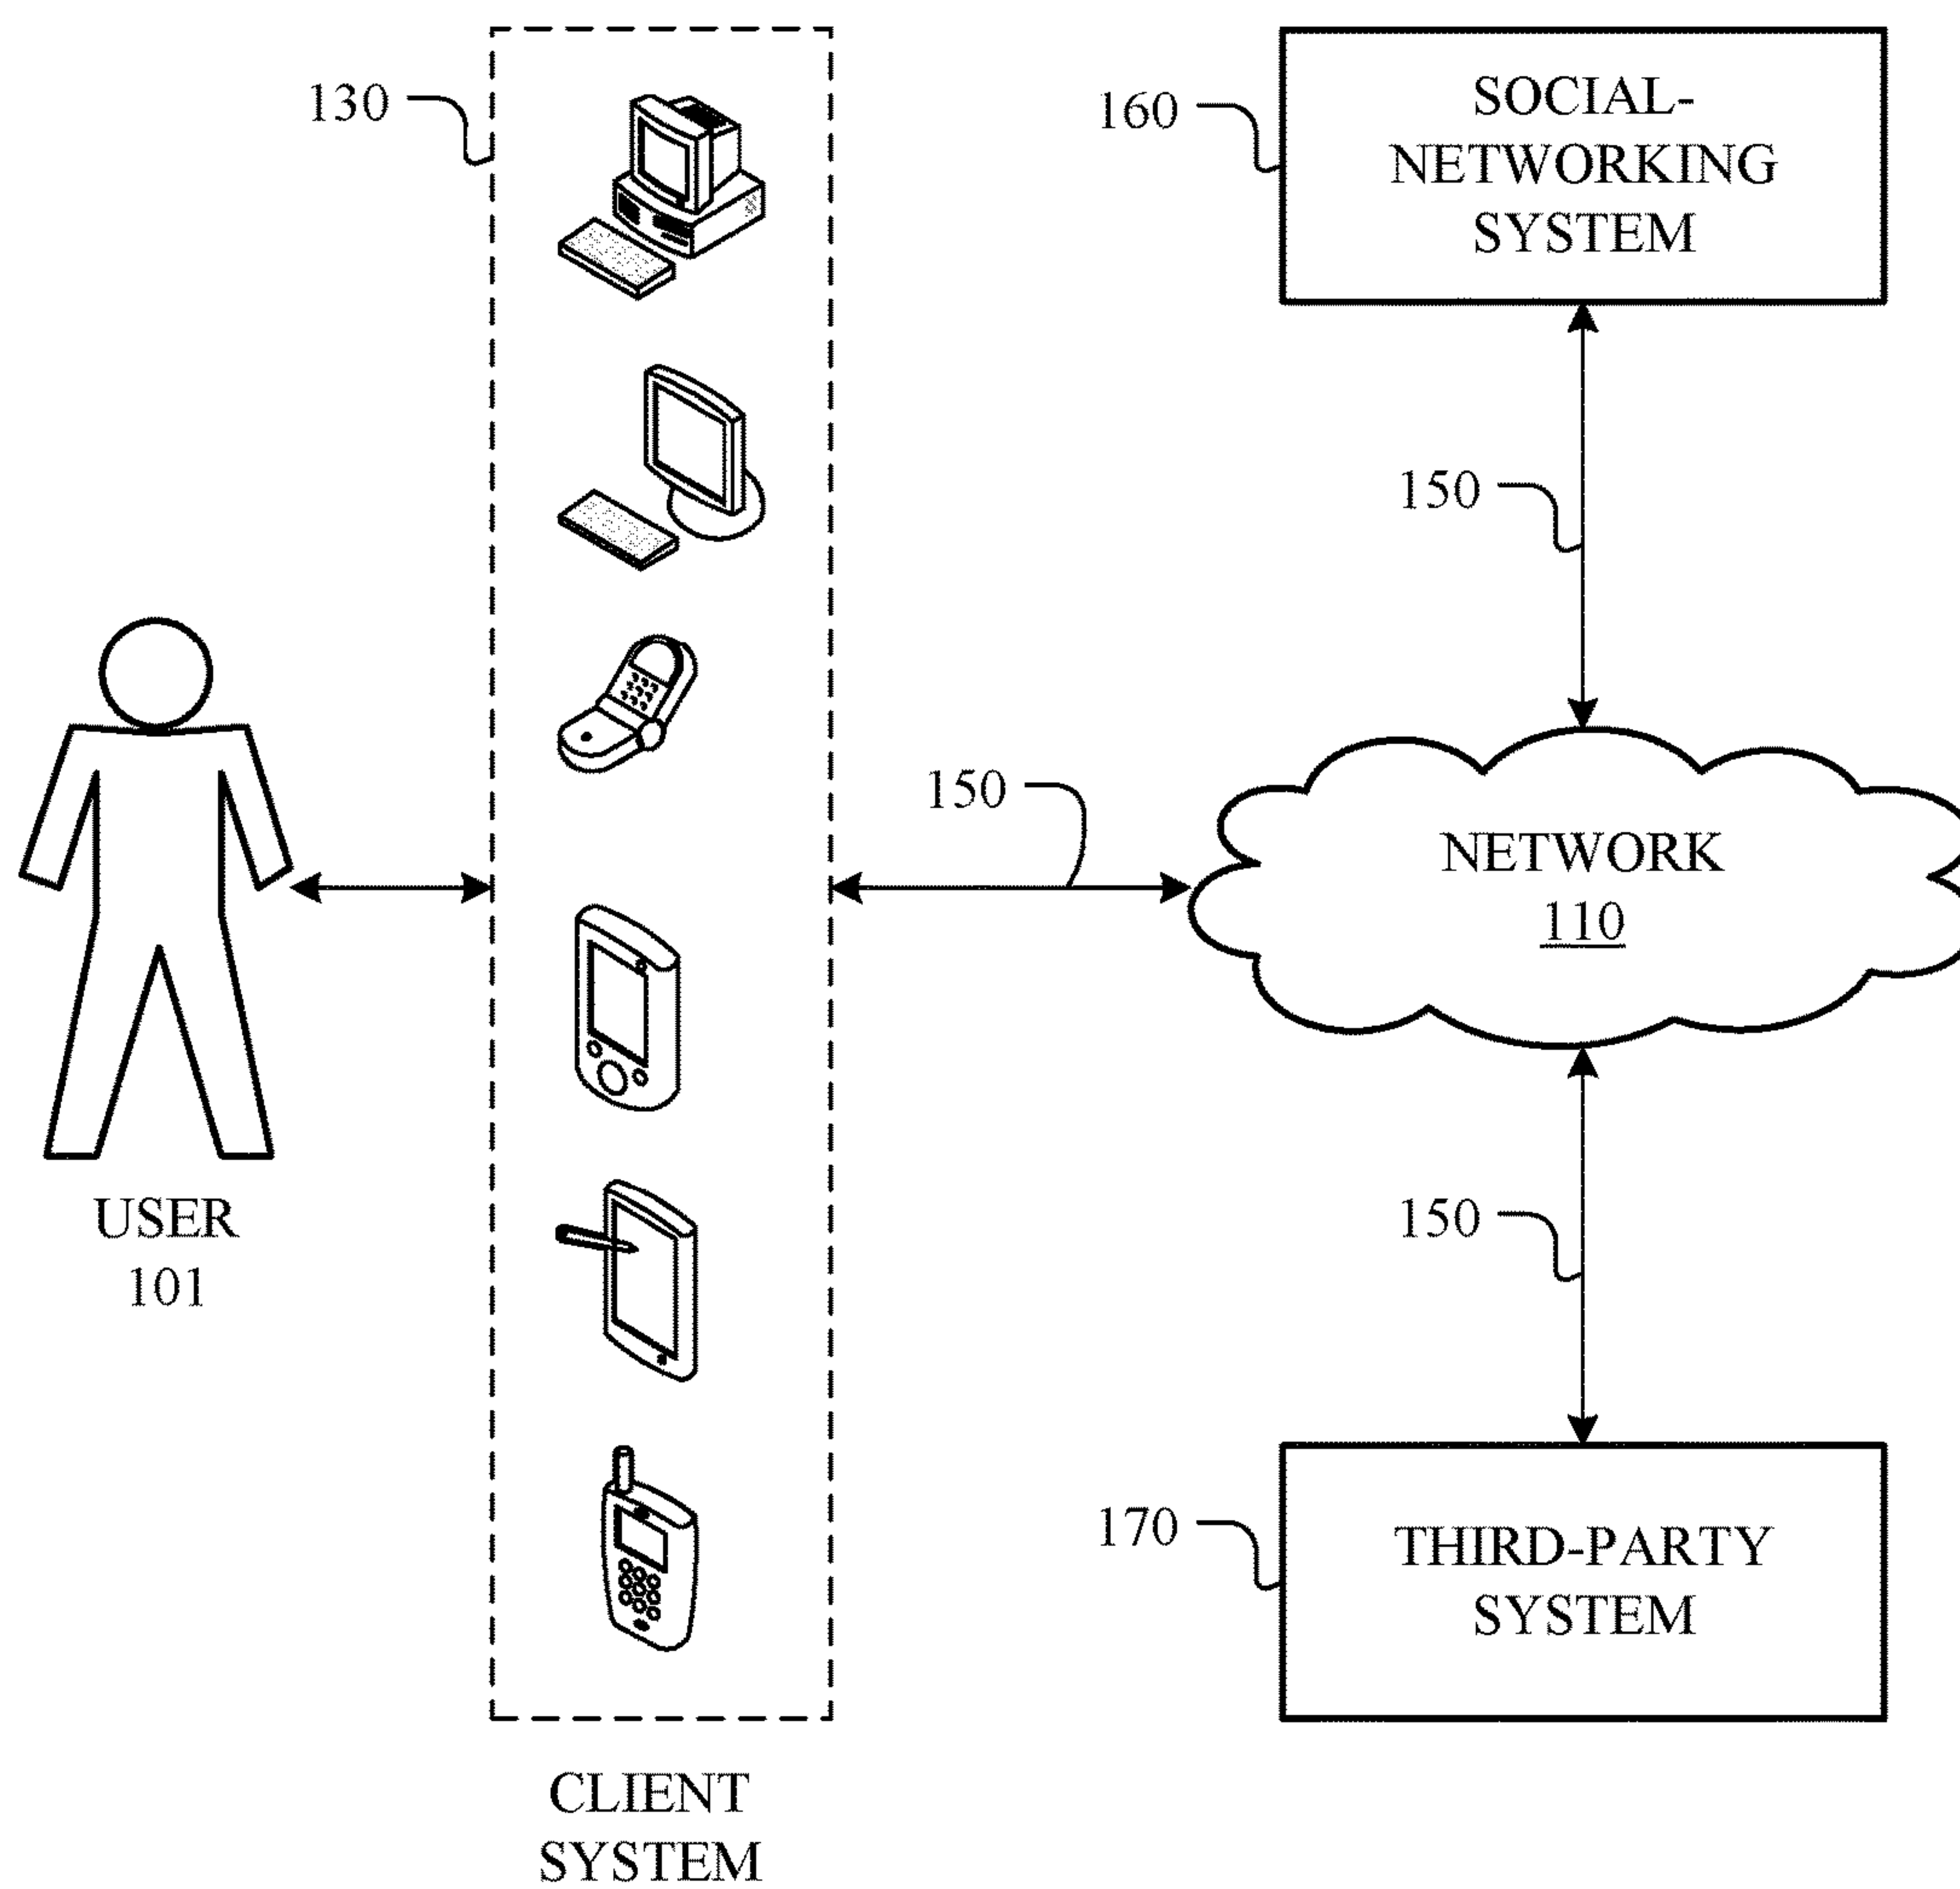 130
160
SOCIAL-
NETWORKING
SYSTEM
150
150
NETWORK
110
USER
101
150
170
THIRD-PARTY
SYSTEM
CLIENT
SYSTEM